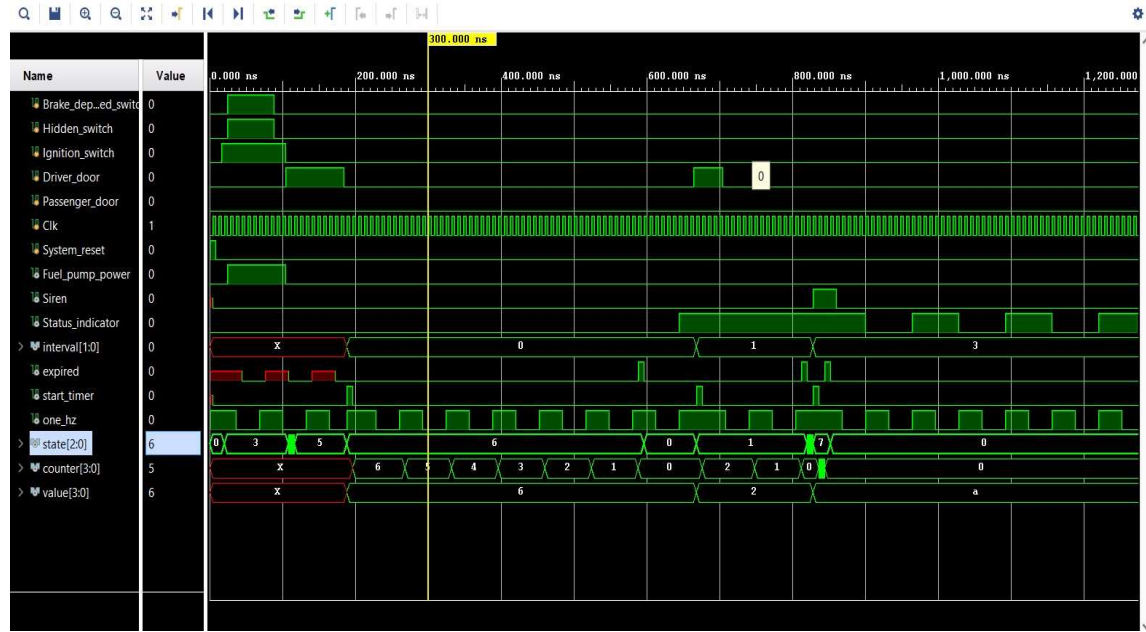 300.000 ns
Name Value
0.000 ns 200.000 ns 400.000 ns 600.000 ns 800.000 ns 1,000.000 ns 1,200.000
Brake_dep...ed_switc 0
Hidden_switch 0
Ignition_switch 0
Driver_door 0 0
Passenger_door 0
Clk 1
System_reset 0
Fuel_pump_power 0
Siren 0
Status_indicator 0
interval[1:0] 0 X 0 1 3
expired 0
start_timer 0
one_hz 0
state[2:0] 6 0 3 5 6 0 1 7 0
counter[3:0] 5 X 6 5 4 3 2 1 0 2 1 0 0
value[3:0] 6 X 6 2 a